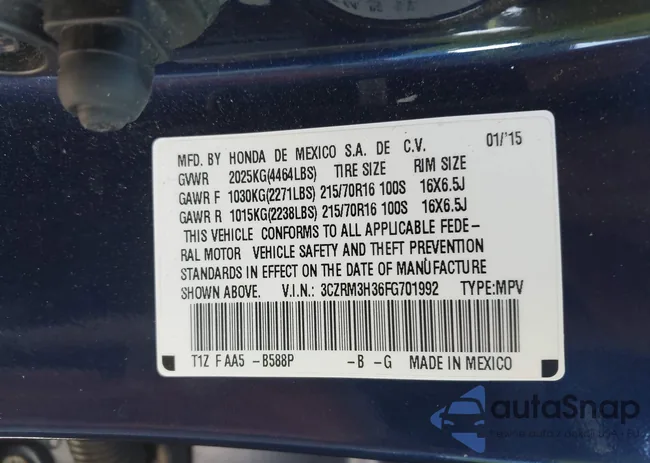 MFD. BY HONDA DE MEXICO S.A. DE C.V. 01/'15
GVWR 2025KG(4464LBS) TIRE SIZE RIM SIZE
GAWR F 1030KG(2271LBS) 215/70R16 100S 16X6.5J
GAWR R 1015KG(2238LBS) 215/70R16 100S 16X6.5J
THIS VEHICLE CONFORMS TO ALL APPLICABLE FEDE-
RAL MOTOR VEHICLE SAFETY AND THEFT PREVENTION
STANDARDS IN EFFECT ON THE DATE OF MANUFACTURE
SHOWN ABOVE. V.I.N.: 3CZRM3H36FG701992 TYPE:MPV
T1Z F AA5 -B588P -B -G MADE IN MEXICO
autaSnap